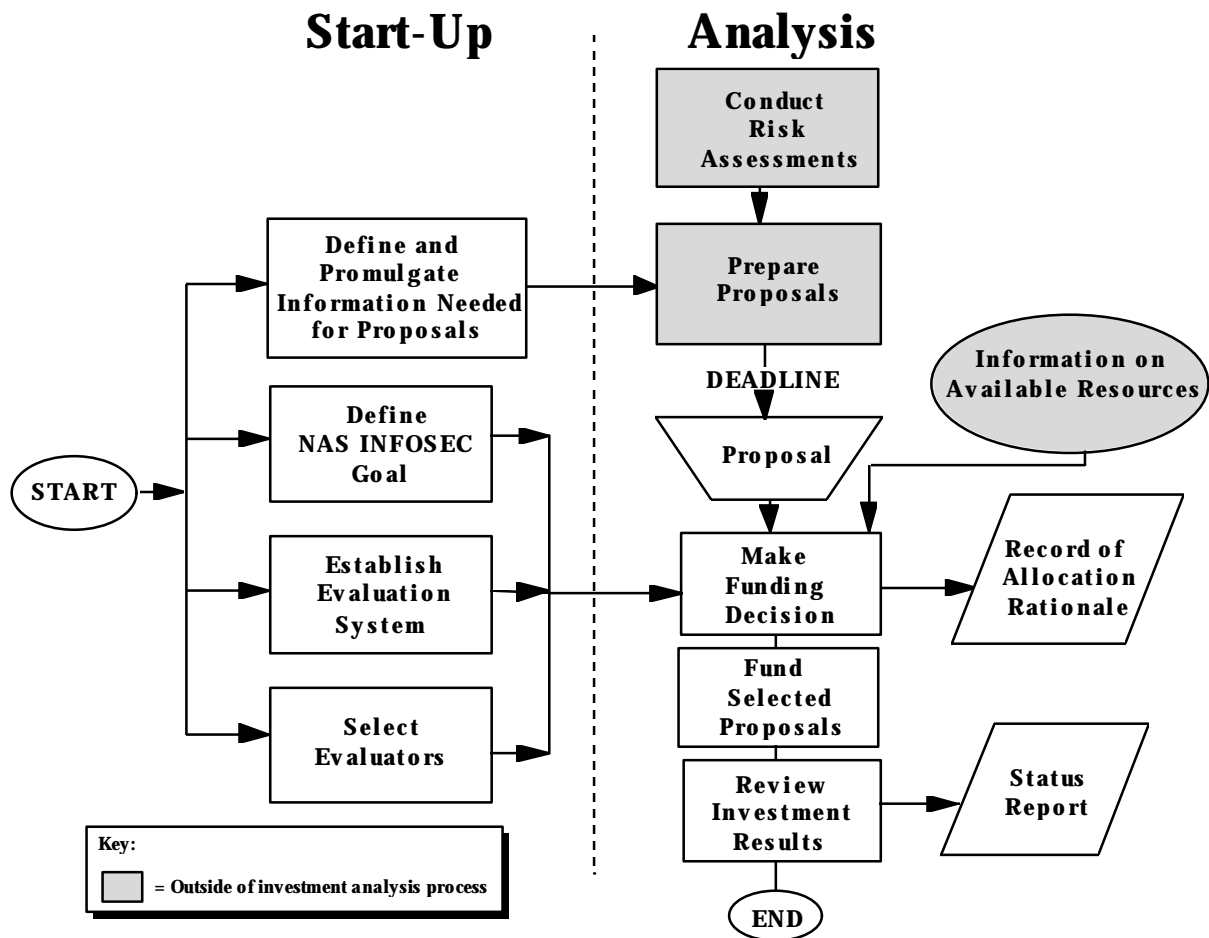 Start-Up
Analysis
Conduct
Risk
Assessments
Define and
Promulgate
Information Needed
for Proposals
Prepare
Proposals
DEADLINE
Information on
Available Resources
Define
NAS INFOSEC
Goal
Proposal
START
Establish
Evaluation
System
Make
Funding
Decision
Record of
Allocation
Rationale
Select
Evaluators
Fund
Selected
Proposals
Review
Investment
Results
Status
Report
Key:
= Outside of investment analysis process
END